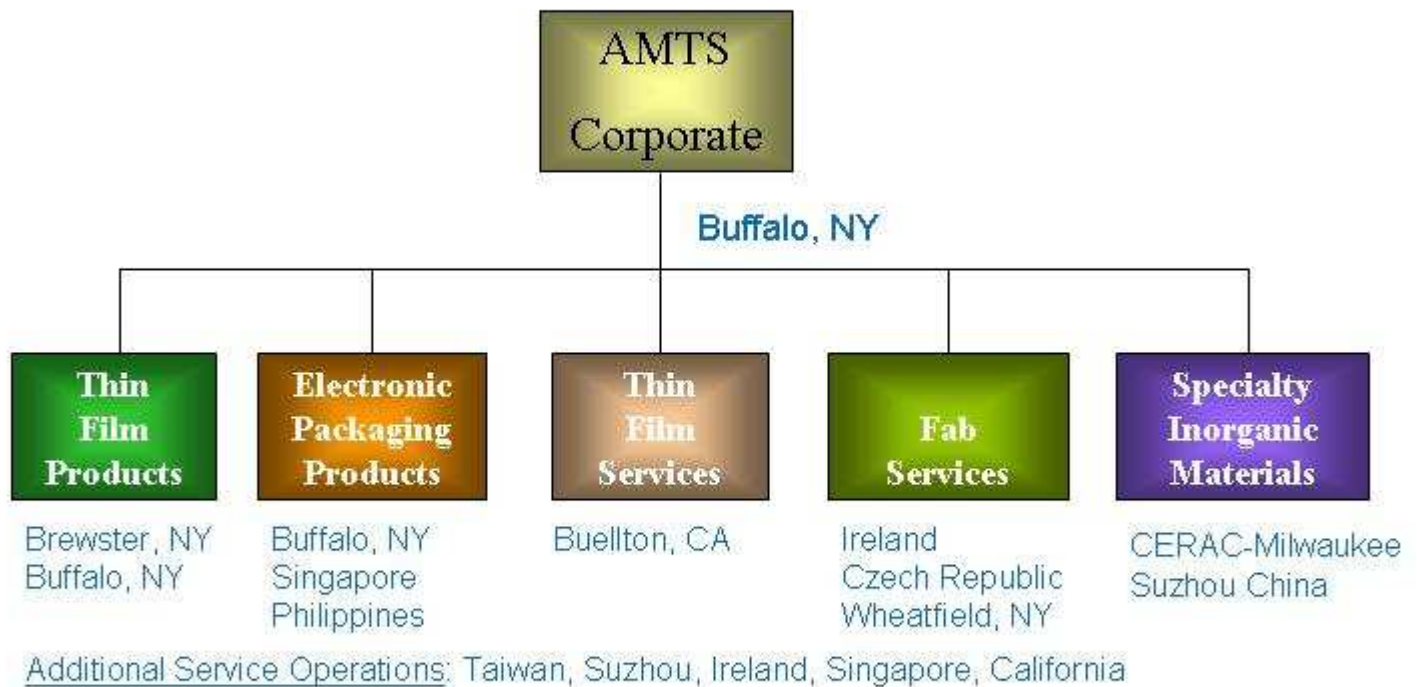 AMTS
Corporate
Buffalo, NY
Thin
Film
Products
Electronic
Packaging
Products
Thin
Film
Services
Fab
Services
Specialty
Inorganic
Materials
Brewster, NY
Buffalo, NY
Buffalo, NY
Singapore
Philippines
Buellton, CA
Ireland
Czech Republic
Wheatfield, NY
CERAC-Milwaukee
Suzhou China
Additional Service Operations: Taiwan, Suzhou, Ireland, Singapore, California